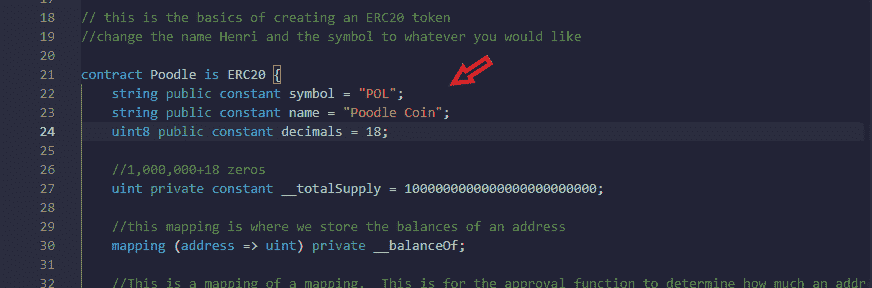 18 // this is the basics of creating an ERC20 token
19 //change the name Henri and the symbol to whatever you would like
20
21 contract Poodle is ERC20 {
22 string public constant symbol = "POL";
23 string public constant name = "Poodle Coin";
24 uint8 public constant decimals = 18;
25
26 //1,000,000+18 zeros
27 uint private constant __totalSupply = 1000000000000000000000000;
28
29 //this mapping is where we store the balances of an address
30 mapping (address => uint) private __balanceOf;
31
32 //This is a mapping of a mapping.  This is for the approval function to determine how much an addr